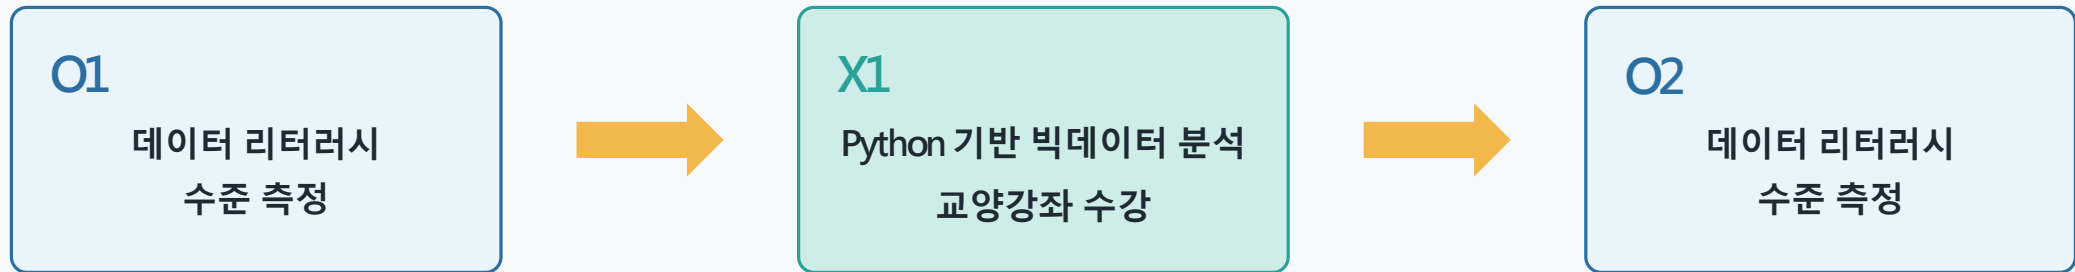 O1
데이터 리터러시
수준 측정
X1
Python 기반 빅데이터 분석
교양강좌 수강
O2
데이터 리터러시
수준 측정